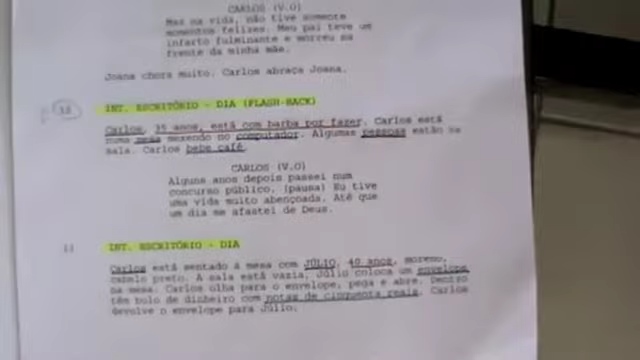 CARLOS (V.O)
Mas na vida, não tive somente
momentos felizes. Meu pai teve um
infarto fulminante e morreu na
frente da minha mãe.
Joana chora muito. Carlos abraça Joana.
INT. ESCRITÓRIO - DIA (FLASH-BACK)
Carlos, 35 anos, está com barba por fazer. Carlos está
numa mesa mexendo no computador. Algumas pessoas estão na
sala. Carlos bebe café.
CARLOS (V.O)
Alguns anos depois passei num
concurso público. (pausa) Eu tive
uma vida muito abençoada. Até que
um dia me afastei de Deus.
11
INT. ESCRITÓRIO - DIA
Carlos está sentado à mesa com JÚLIO, 40 anos, moreno,
cabelo preto. A sala está vazia. Júlio coloca um envelope
na mesa. Carlos olha para o envelope, pega e abre. Dentro
têm bolo de dinheiro com notas de cinquenta reais. Carlos
devolve o envelope para Júlio.